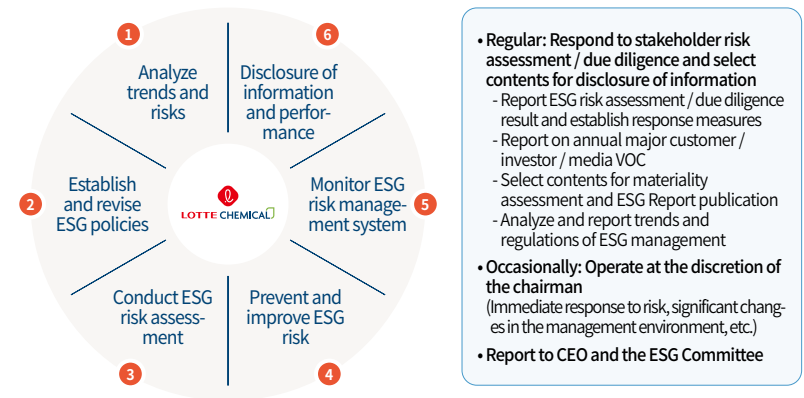 1
Analyze
trends and
risks
2
Establish
and revise
ESG policies
3
Conduct ESG
risk assess-
ment
4
Prevent and
improve ESG
risk
5
Monitor ESG
risk manage-
ment system
6
Disclosure of
information
and perfor-
mance
LOTTE CHEMICAL
• Regular: Respond to stakeholder risk
assessment / due diligence and select
contents for disclosure of information
- Report ESG risk assessment / due diligence
result and establish response measures
- Report on annual major customer /
investor / media VOC
- Select contents for materiality
assessment and ESG Report publication
- Analyze and report trends and
regulations of ESG management
• Occasionally: Operate at the discretion of
the chairman
(Immediate response to risk, significant chang-
es in the management environment, etc.)
• Report to CEO and the ESG Committee